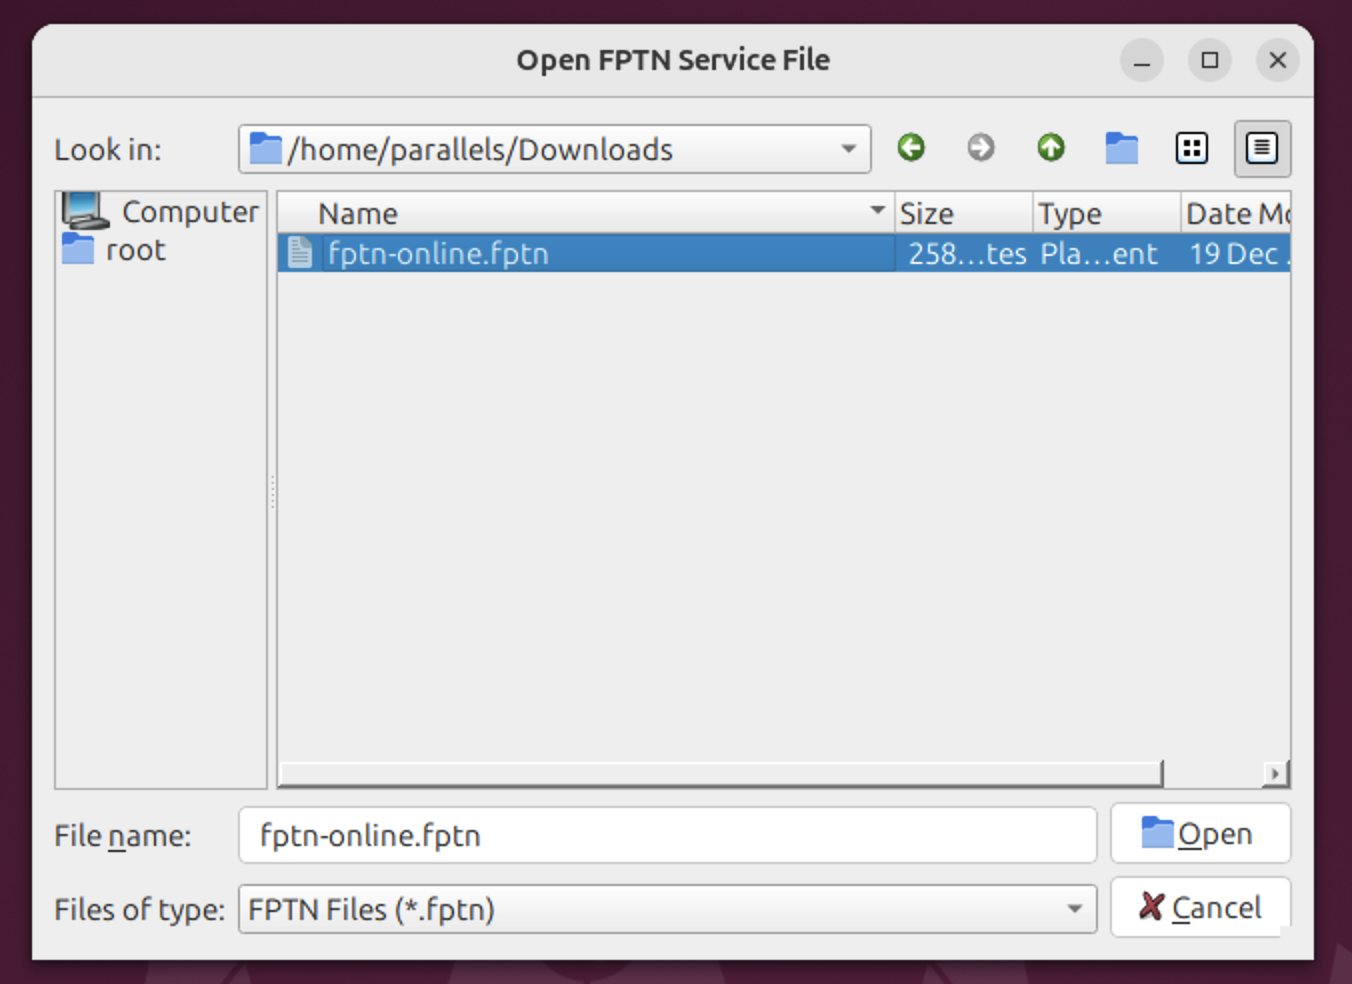 Open FPTN Service File
Look in: /home/parallels/Downloads
Computer
root
Name Size Type Date Mo
fptn-online.fptn 258...tes Pla...ent 19 Dec .
File name: fptn-online.fptn Open
Files of type: FPTN Files (*.fptn) Cancel